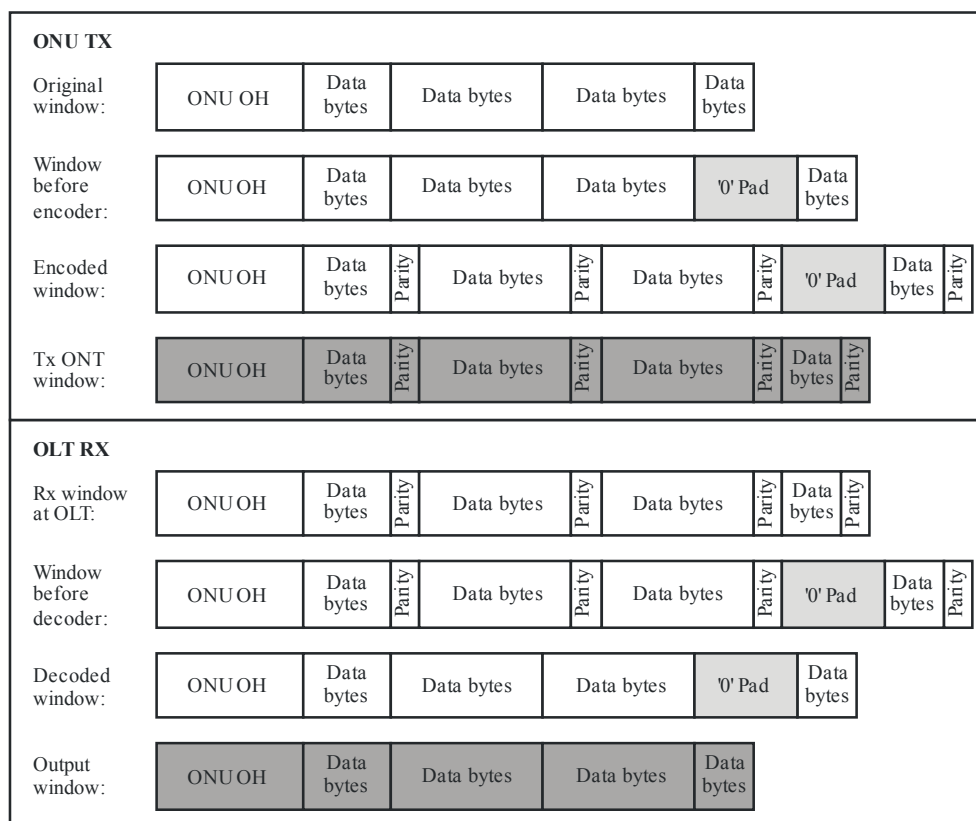 ONU TX
Original
window:
ONU OH
Data
bytes
Data bytes
Data bytes
Data
bytes
Window
before
encoder:
ONU OH
Data
bytes
Data bytes
Data bytes
'0' Pad
Data
bytes
Encoded
window:
ONU OH
Data
bytes
Parity
Data bytes
Parity
Data bytes
Parity
'0' Pad
Data
bytes
Parity
Tx ONT
window:
ONU OH
Data
bytes
Parity
Data bytes
Parity
Data bytes
Parity
Data
bytes
Parity
OLT RX
Rx window
at OLT:
ONU OH
Data
bytes
Parity
Data bytes
Parity
Data bytes
Parity
Data
bytes
Parity
Window
before
decoder:
ONU OH
Data
bytes
Parity
Data bytes
Parity
Data bytes
Parity
'0' Pad
Data
bytes
Parity
Decoded
window:
ONU OH
Data
bytes
Data bytes
Data bytes
'0' Pad
Data
bytes
Output
window:
ONU OH
Data
bytes
Data bytes
Data bytes
Data
bytes